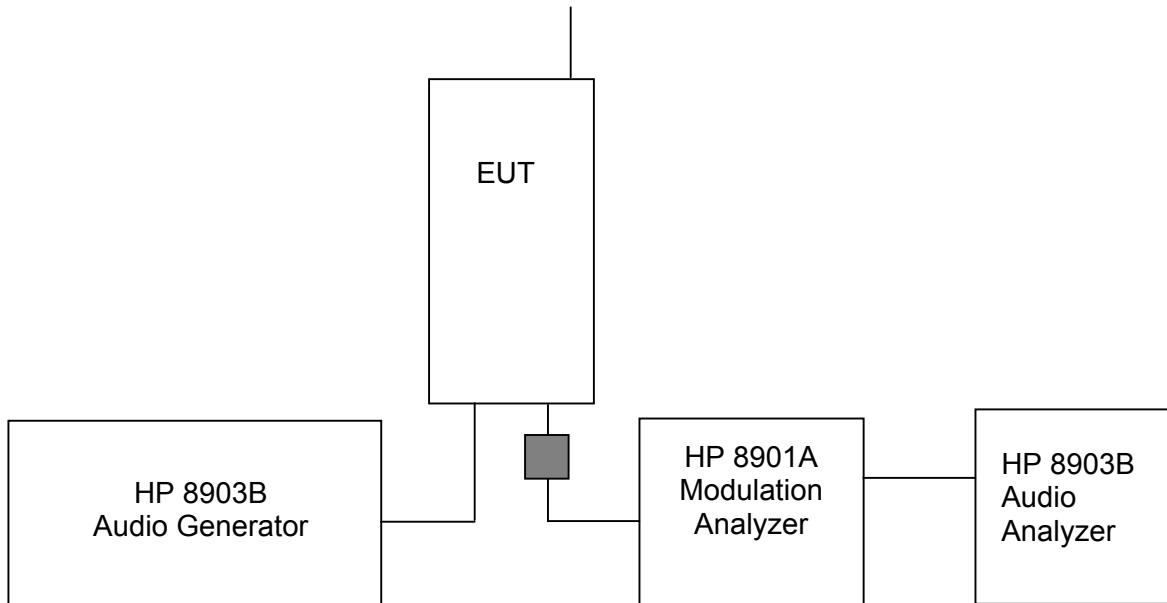 EUT
HP 8903B
Audio Generator
HP 8901A
Modulation
Analyzer
HP 8903B
Audio
Analyzer